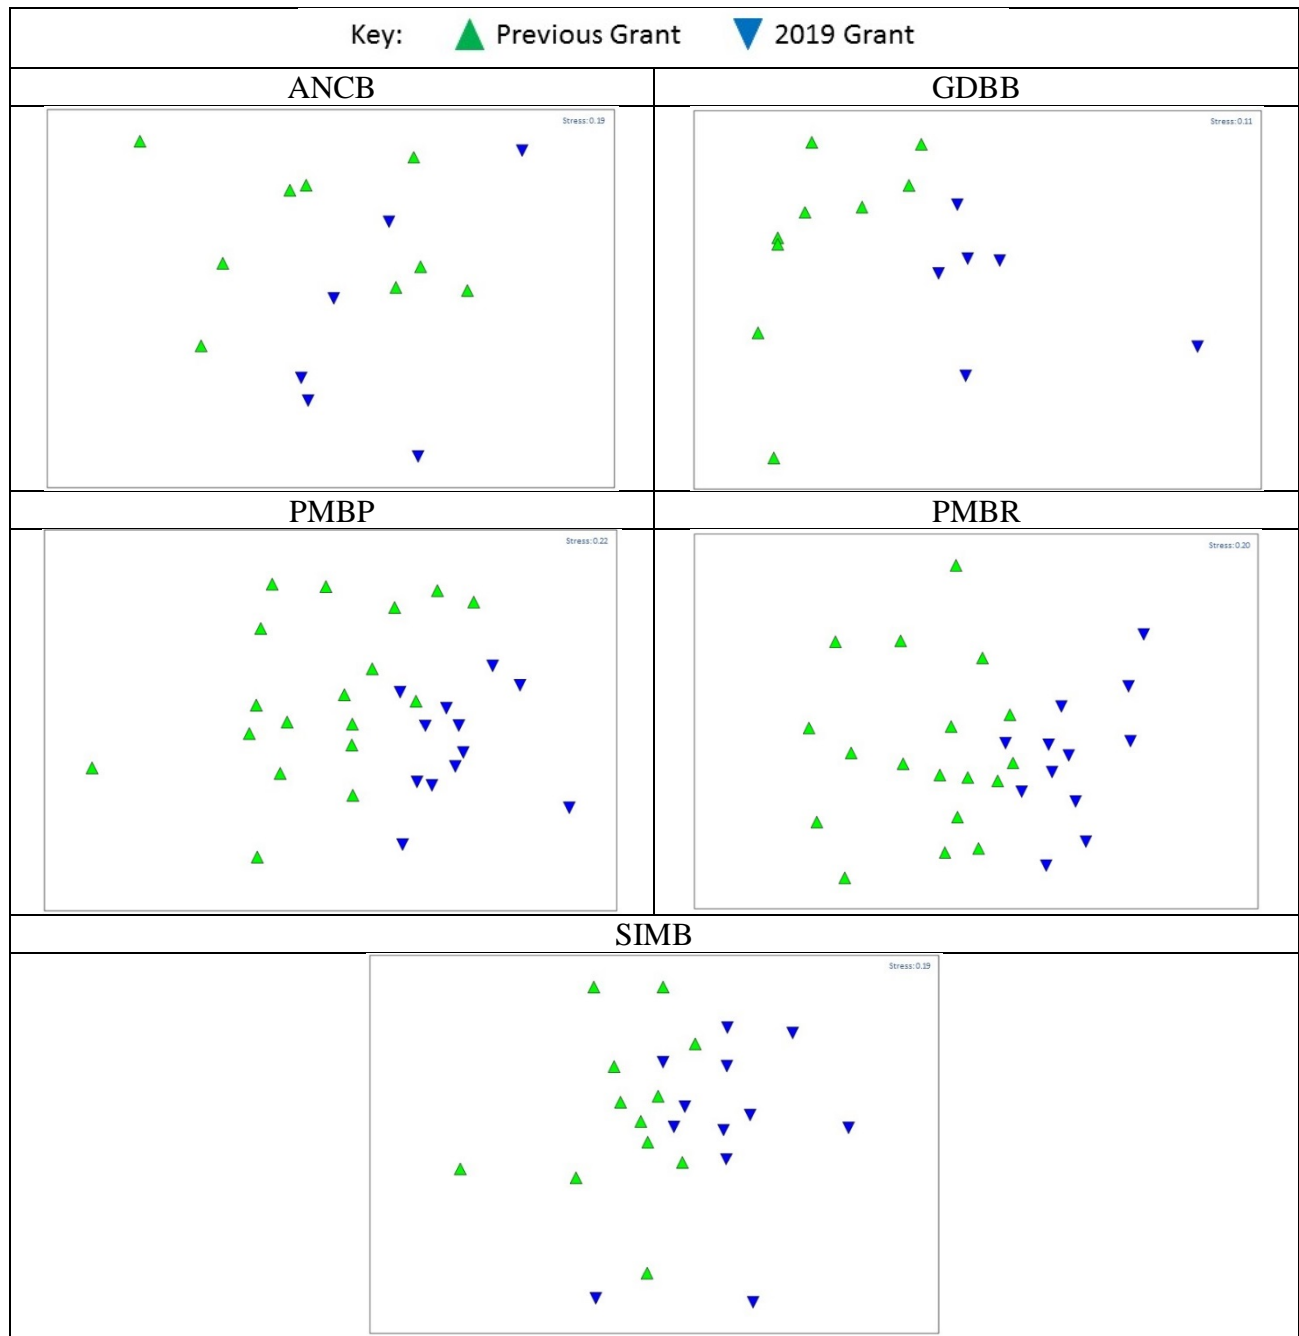 Key: Previous Grant 2019 Grant
ANCB GDBB
Stress: 0.19 Stress: 0.11
PMBP PMBR
Stress: 0.22 Stress: 0.20
SIMB
Stress: 0.19